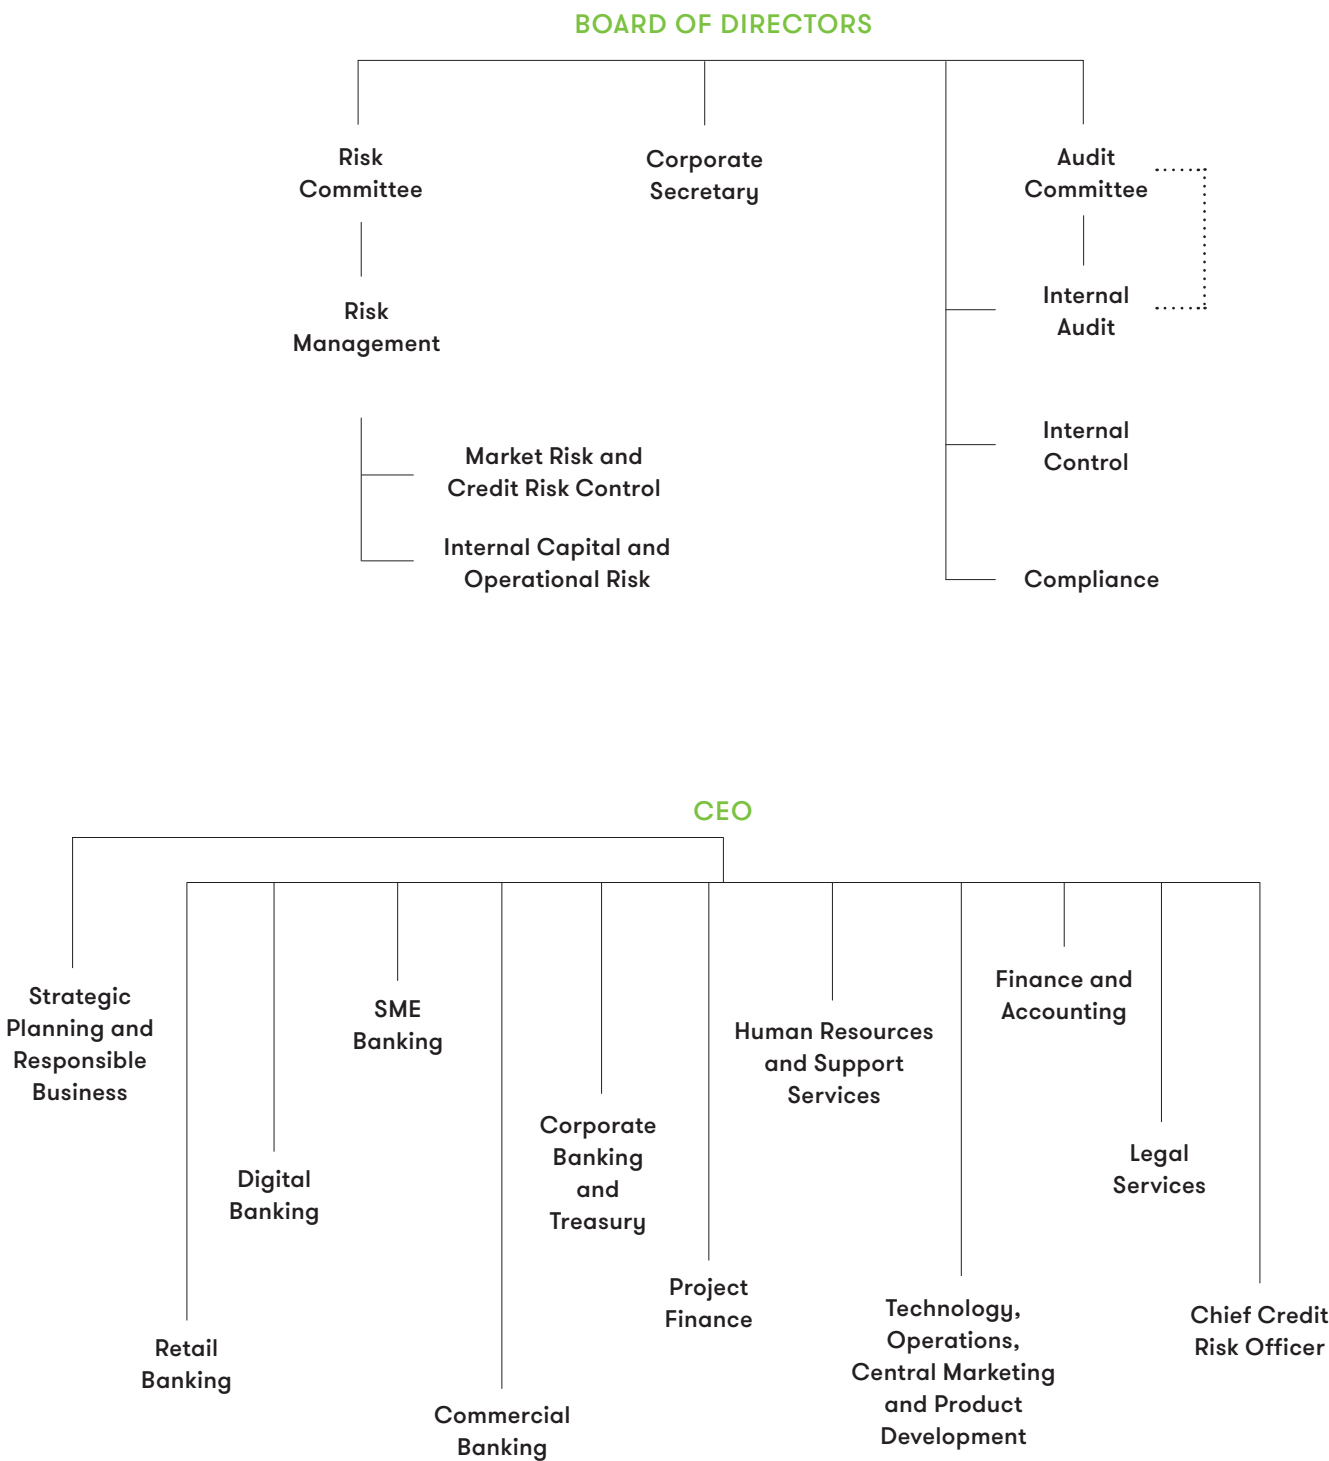 BOARD OF DIRECTORS
Risk
Committee
Corporate
Secretary
Audit
Committee
Risk
Management
Internal
Audit
Market Risk and
Credit Risk Control
Internal
Control
Internal Capital and
Operational Risk
Compliance
CEO
Strategic
Planning and
Responsible
Business
Retail
Banking
Digital
Banking
SME
Banking
Commercial
Banking
Corporate
Banking
and
Treasury
Project
Finance
Human Resources
and Support
Services
Technology,
Operations,
Central Marketing
and Product
Development
Finance and
Accounting
Legal
Services
Chief Credit
Risk Officer